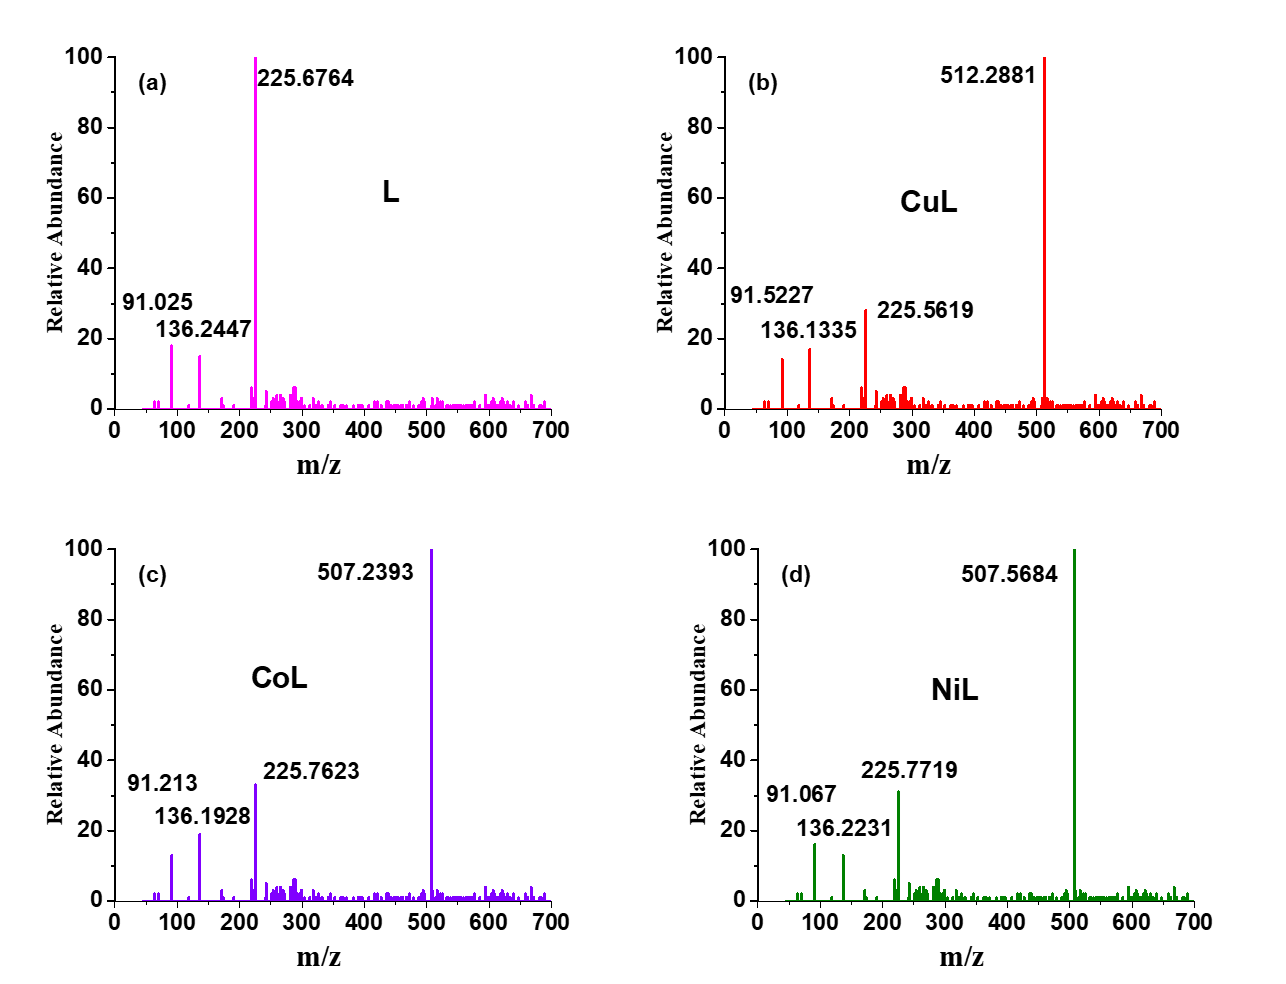 (a)
225.6764
L
91.025
136.2447
Relative Abundance
100
80
60
40
20
0
0 100 200 300 400 500 600 700
m/z
(b)
512.2881
CuL
91.5227
136.1335
225.5619
Relative Abundance
100
80
60
40
20
0
0 100 200 300 400 500 600 700
m/z
(c)
507.2393
CoL
91.213
225.7623
136.1928
Relative Abundance
100
80
60
40
20
0
0 100 200 300 400 500 600 700
m/z
(d)
507.5684
NiL
225.7719
91.067
136.2231
Relative Abundance
100
80
60
40
20
0
0 100 200 300 400 500 600 700
m/z